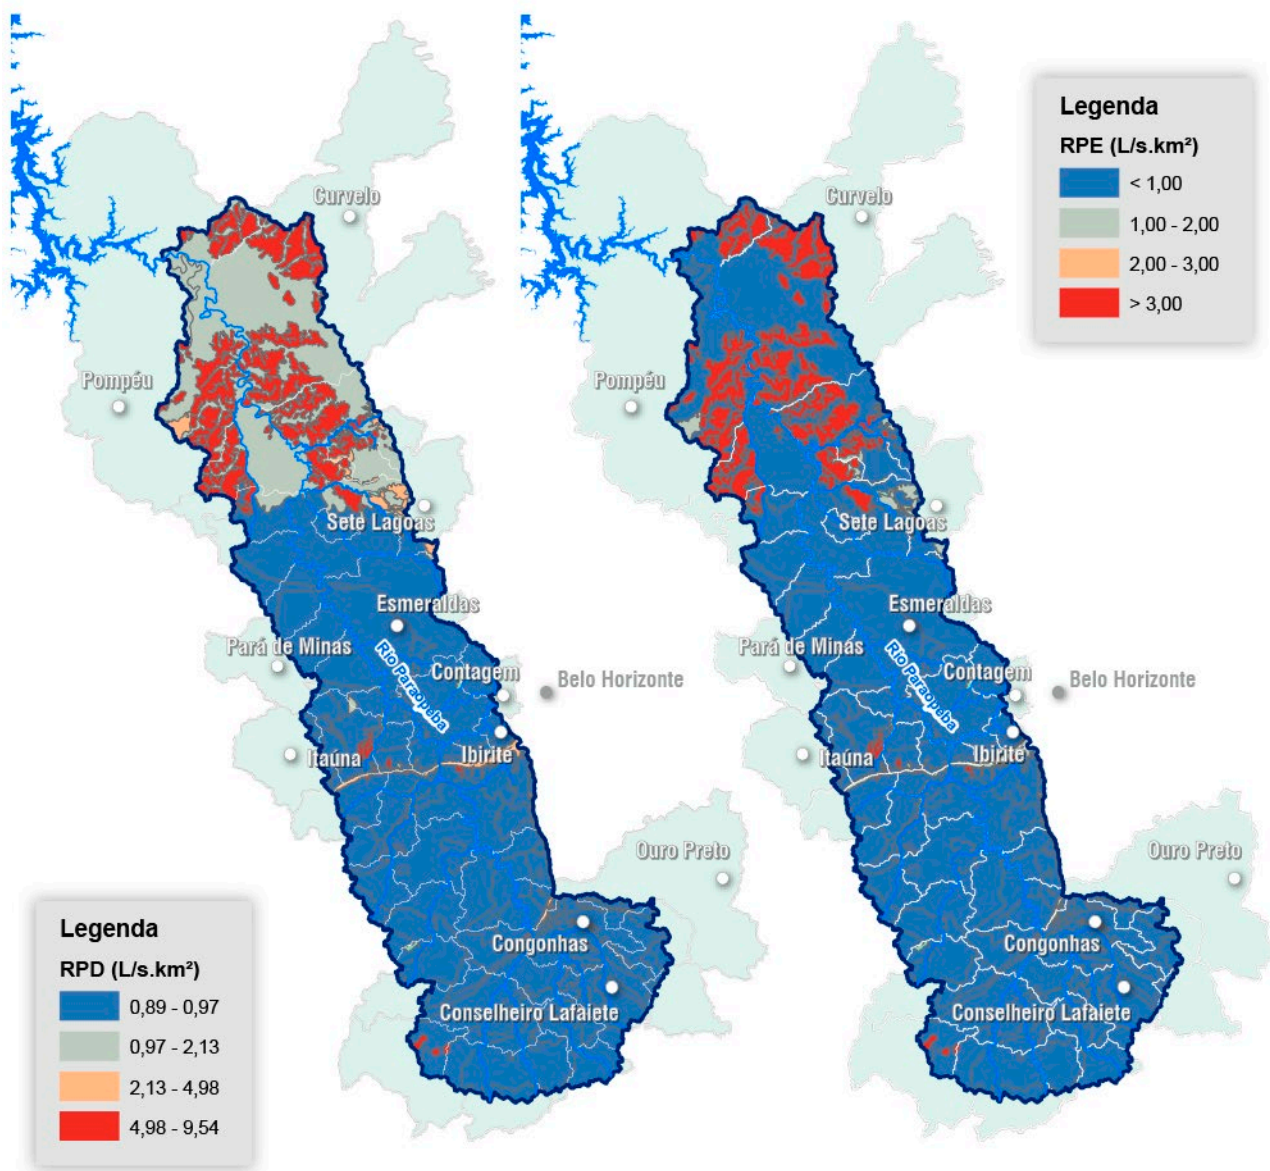 Curvelo
Pompéu
Sete Lagoas
Esmeraldas
Pará de Minas
Rio Paraopeba
Contagem
Belo Horizonte
Itaúna
Ibirité
Ouro Preto
Congonhas
Conselheiro Lafaiete
Legenda
RPD (L/s.km²)
0,89 - 0,97
0,97 - 2,13
2,13 - 4,98
4,98 - 9,54
Legenda
RPE (L/s.km²)
< 1,00
1,00 - 2,00
2,00 - 3,00
> 3,00
Curvelo
Pompéu
Sete Lagoas
Esmeraldas
Pará de Minas
Rio Paraopeba
Contagem
Belo Horizonte
Itaúna
Ibirité
Ouro Preto
Congonhas
Conselheiro Lafaiete